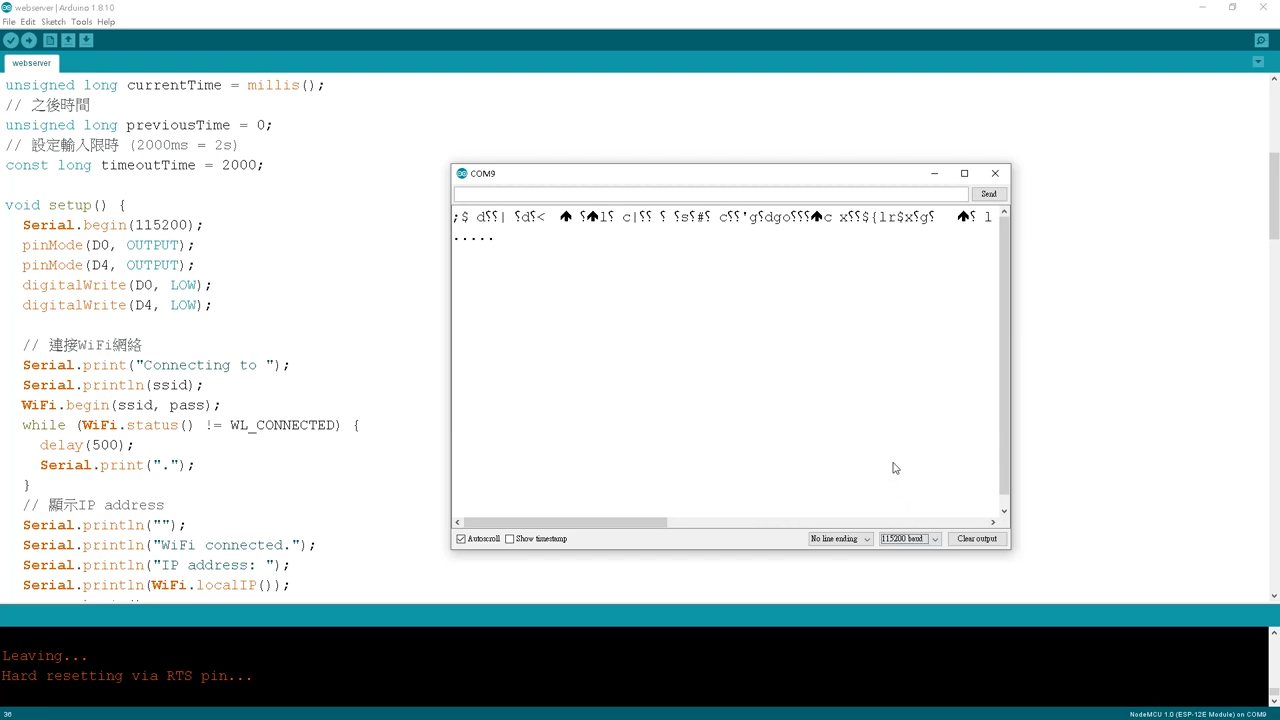 webserver | Arduino 1.8.10
File Edit Sketch Tools Help
webserver
unsigned long currentTime = millis();
// 之後時間
unsigned long previousTime = 0;
// 設定輸入限時 (2000ms = 2s)
const long timeoutTime = 2000;
void setup() {
Serial.begin(115200);
pinMode(D0, OUTPUT);
pinMode(D4, OUTPUT);
digitalWrite(D0, LOW);
digitalWrite(D4, LOW);
// 連接WiFi網絡
Serial.print("Connecting to ");
Serial.println(ssid);
WiFi.begin(ssid, pass);
while (WiFi.status() != WL_CONNECTED) {
delay(500);
Serial.print(".");
}
// 顯示IP address
Serial.println("");
Serial.println("WiFi connected.");
Serial.println("IP address: ");
Serial.println(WiFi.localIP());
COM9
Send
.....
Autoscroll Show timestamp No line ending 115200 baud Clear output
Leaving...
Hard resetting via RTS pin...
36 NodeMCU 1.0 (ESP-12E Module) on COM9